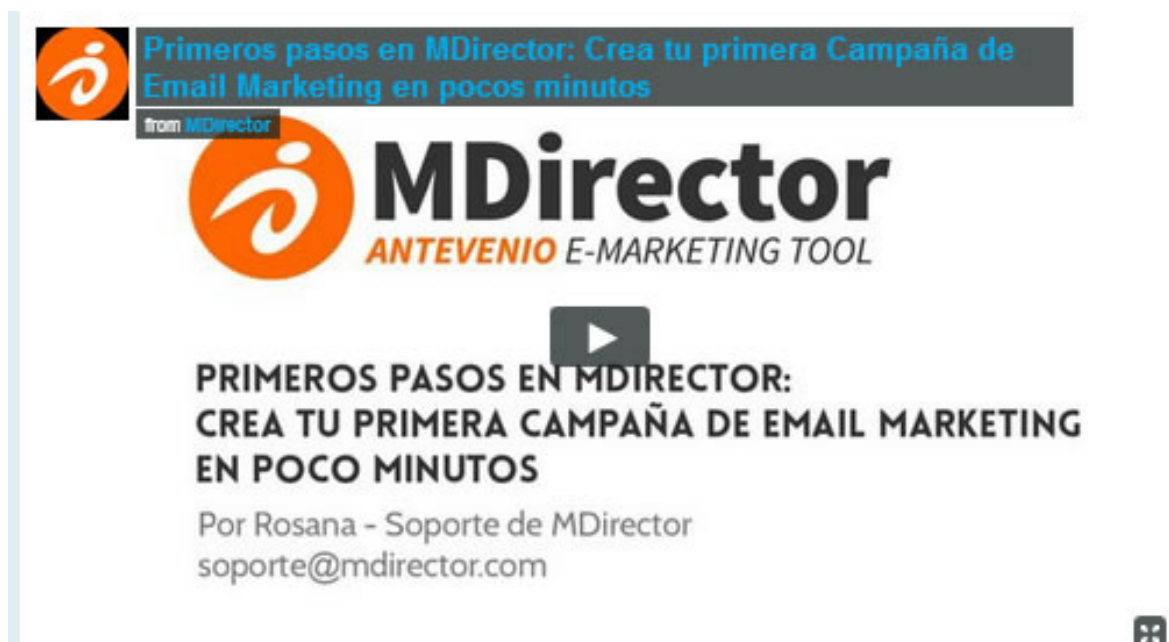 Primeros pasos en MDirector: Crea tu primera Campaña de
Email Marketing en pocos minutos
from MDirector
MDirector
ANTEVENIO E-MARKETING TOOL
PRIMEROS PASOS EN MDIRECTOR:
CREA TU PRIMERA CAMPAÑA DE EMAIL MARKETING
EN POCO MINUTOS
Por Rosana - Soporte de MDirector
soporte@mdirector.com